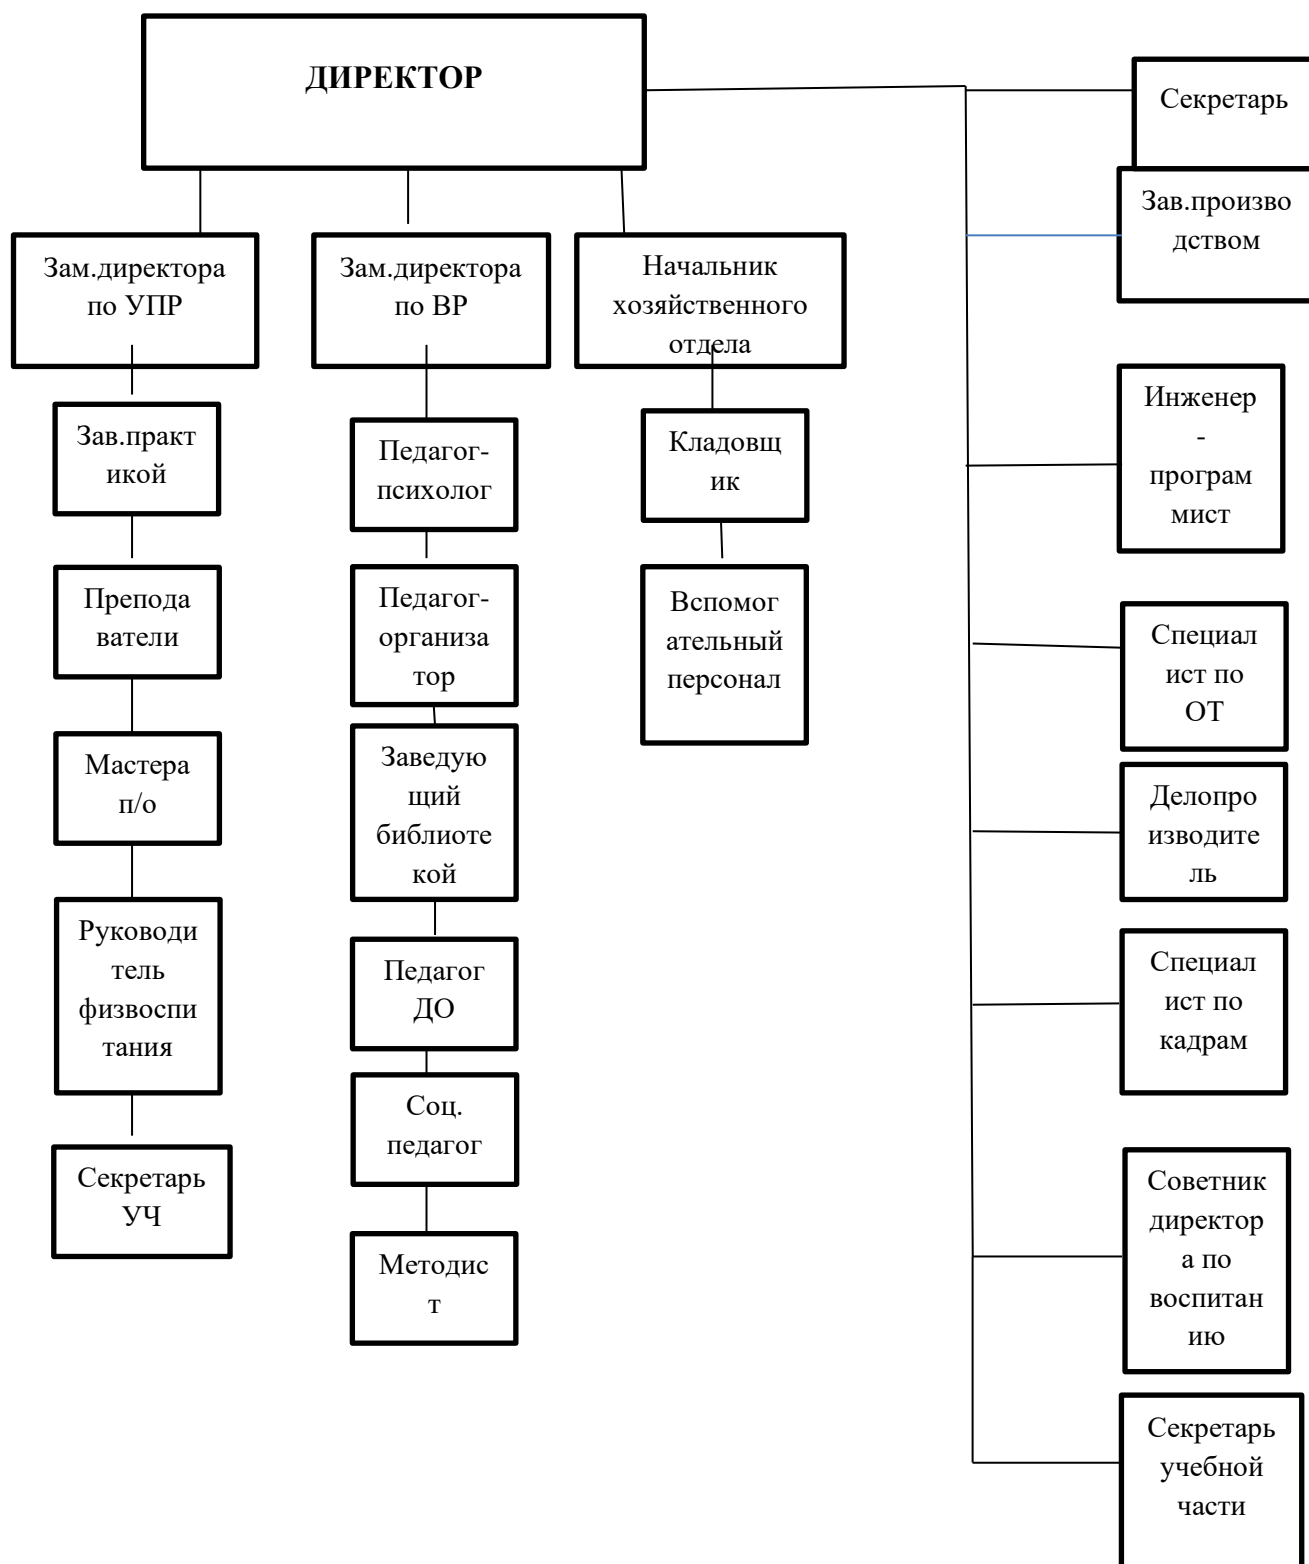 ДИРЕКТОР
Зам.директора
по УПР
Зав.практ
икой
Препода
ватели
Мастера
п/о
Руководи
тель
физвоспи
тания
Секретарь
УЧ
Зам.директора
по ВР
Педагог-
психолог
Педагог-
организа
тор
Заведую
щий
библиоте
кой
Педагог
ДО
Соц.
педагог
Методис
т
Начальник
хозяйственного
отдела
Кладовщ
ик
Вспомог
ательный
персонал
Секретарь
Зав.произво
дством
Инженер
-
програм
мист
Специал
ист по
ОТ
Делопро
изводите
ль
Специал
ист по
кадрам
Советник
директор
а по
воспитан
ию
Секретарь
учебной
части